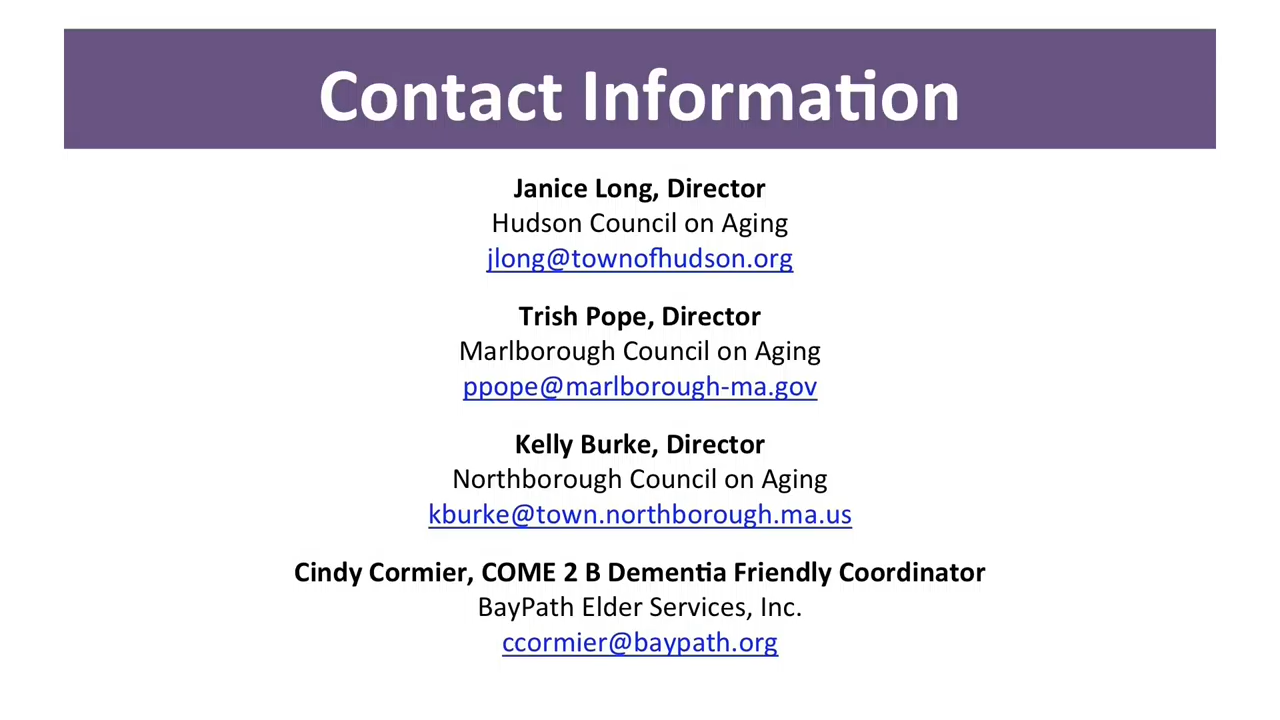 Contact Information
Janice Long, Director
Hudson Council on Aging
jlong@townofhudson.org
Trish Pope, Director
Marlborough Council on Aging
ppope@marlborough-ma.gov
Kelly Burke, Director
Northborough Council on Aging
kburke@town.northborough.ma.us
Cindy Cormier, COME 2 B Dementia Friendly Coordinator
BayPath Elder Services, Inc.
ccormier@baypath.org